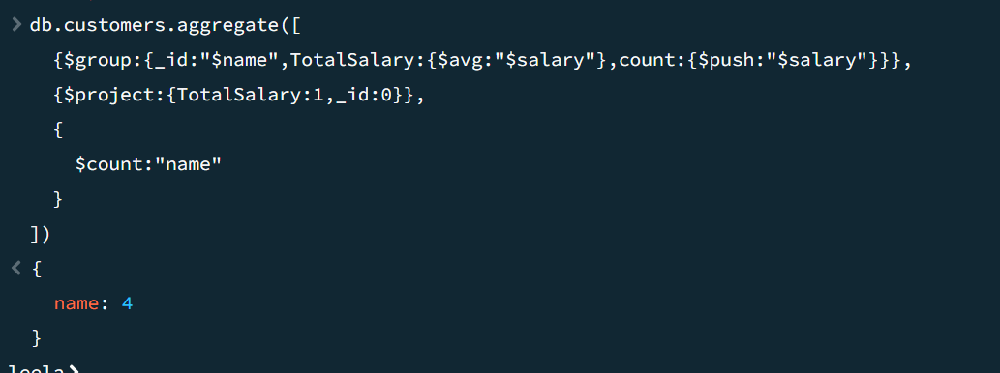 > db.customers.aggregate([
{$group:{_id:"$name",TotalSalary:{$avg:"$salary"},count:{$push:"$salary"}}},
{$project:{TotalSalary:1,_id:0}},
{
$count:"name"
}
])
< {
name: 4
}